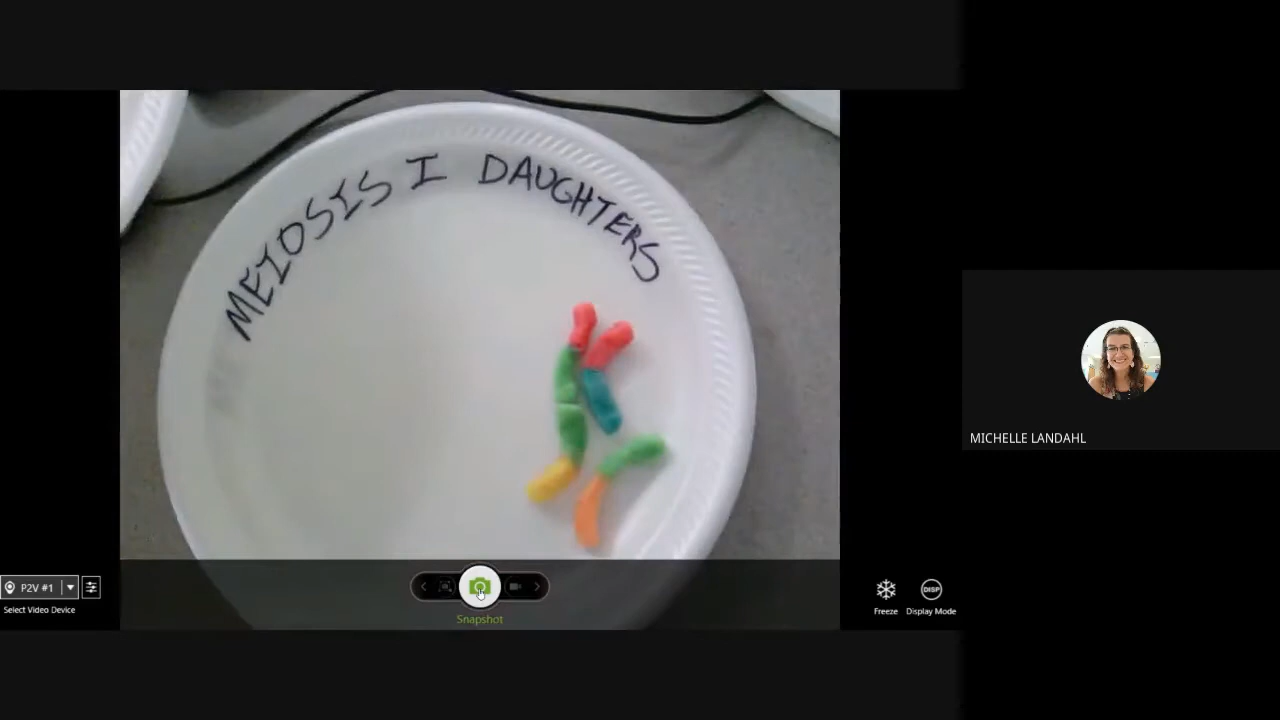 MEIOSIS I DAUGHTERS
MICHELLE LANDAHL
P2V #1
Select Video Device
Snapshot
Freeze
DISP
Display Mode